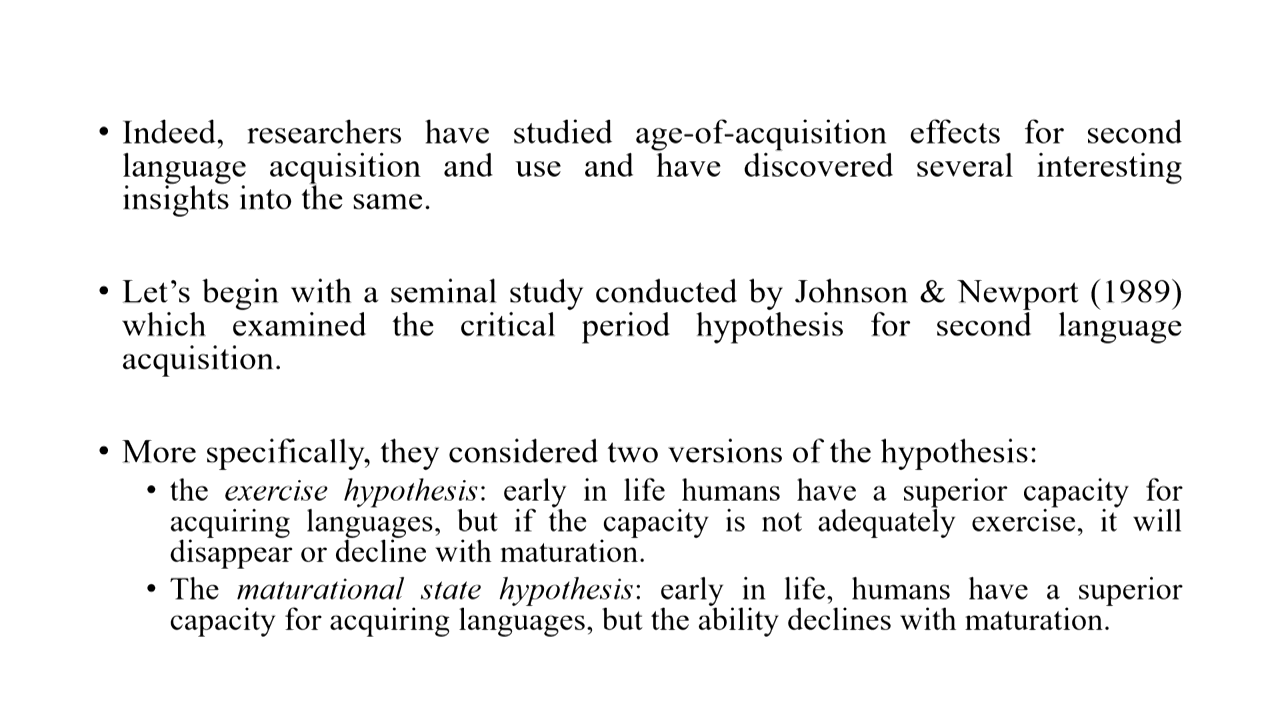 • Indeed, researchers have studied age-of-acquisition effects for second
language acquisition and use and have discovered several interesting
insights into the same.
• Let’s begin with a seminal study conducted by Johnson & Newport (1989)
which examined the critical period hypothesis for second language
acquisition.
• More specifically, they considered two versions of the hypothesis:
• the exercise hypothesis: early in life humans have a superior capacity for
acquiring languages, but if the capacity is not adequately exercise, it will
disappear or decline with maturation.
• The maturational state hypothesis: early in life, humans have a superior
capacity for acquiring languages, but the ability declines with maturation.